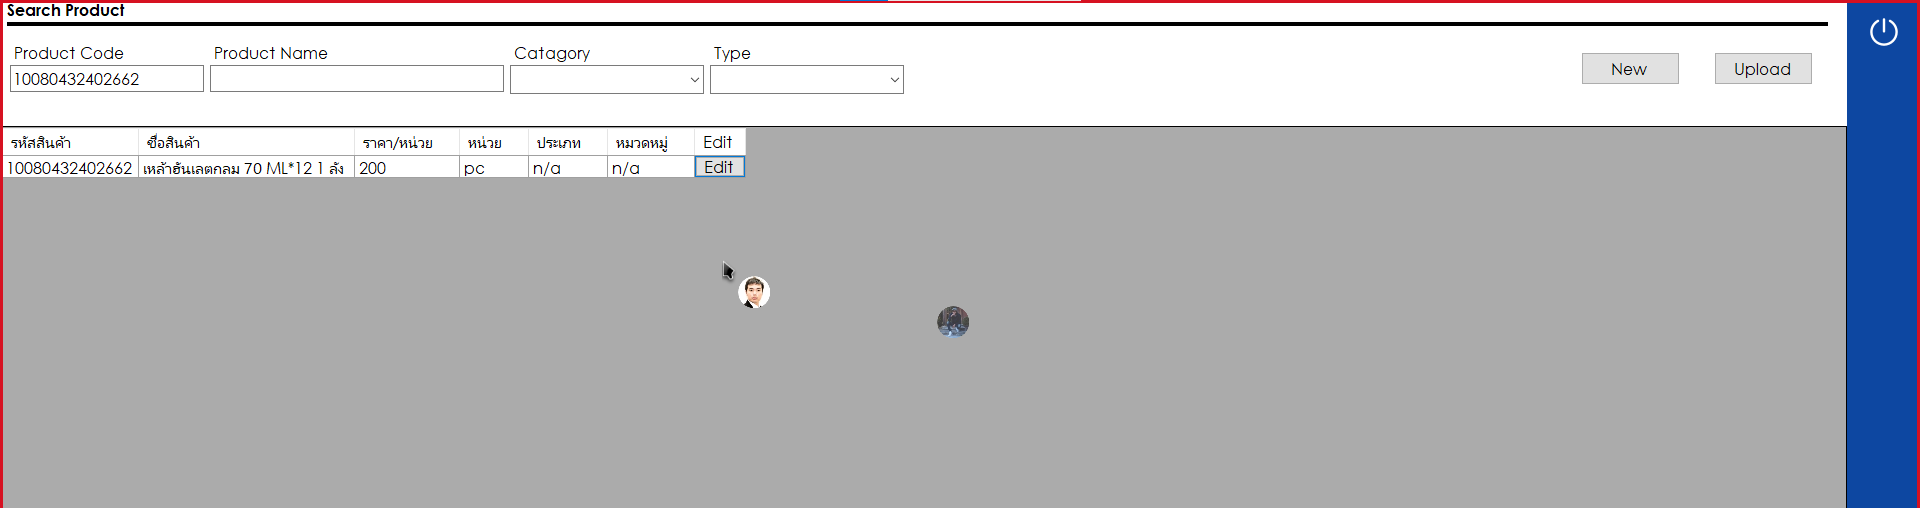 Search Product
Product Code Product Name Catagory Type
10080432402662
New Upload
รหัสสินค้า ชื่อสินค้า ราคา/หน่วย หน่วย ประเภท หมวดหมู่ Edit
10080432402662 เหล้าฮันเลตกลม 70 ML*12 1 ลัง 200 pc n/a n/a Edit